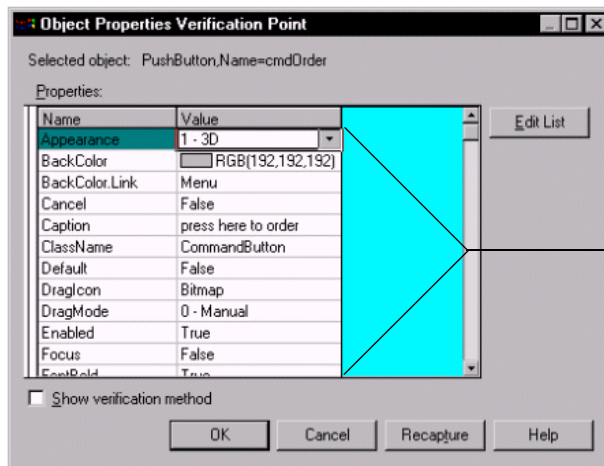 Object Properties Verification Point
Selected object: PushButton,Name=cmdOrder
Properties:
Name Value
Appearance 1 - 3D
BackColor RGB(192,192,192)
BackColor.Link Menu
Cancel False
Caption press here to order
ClassName CommandButton
Default False
DragIcon Bitmap
DragMode 0 - Manual
Enabled True
Focus False
FontBold True
Edit List
Show verification method
OK Cancel Recapture Help